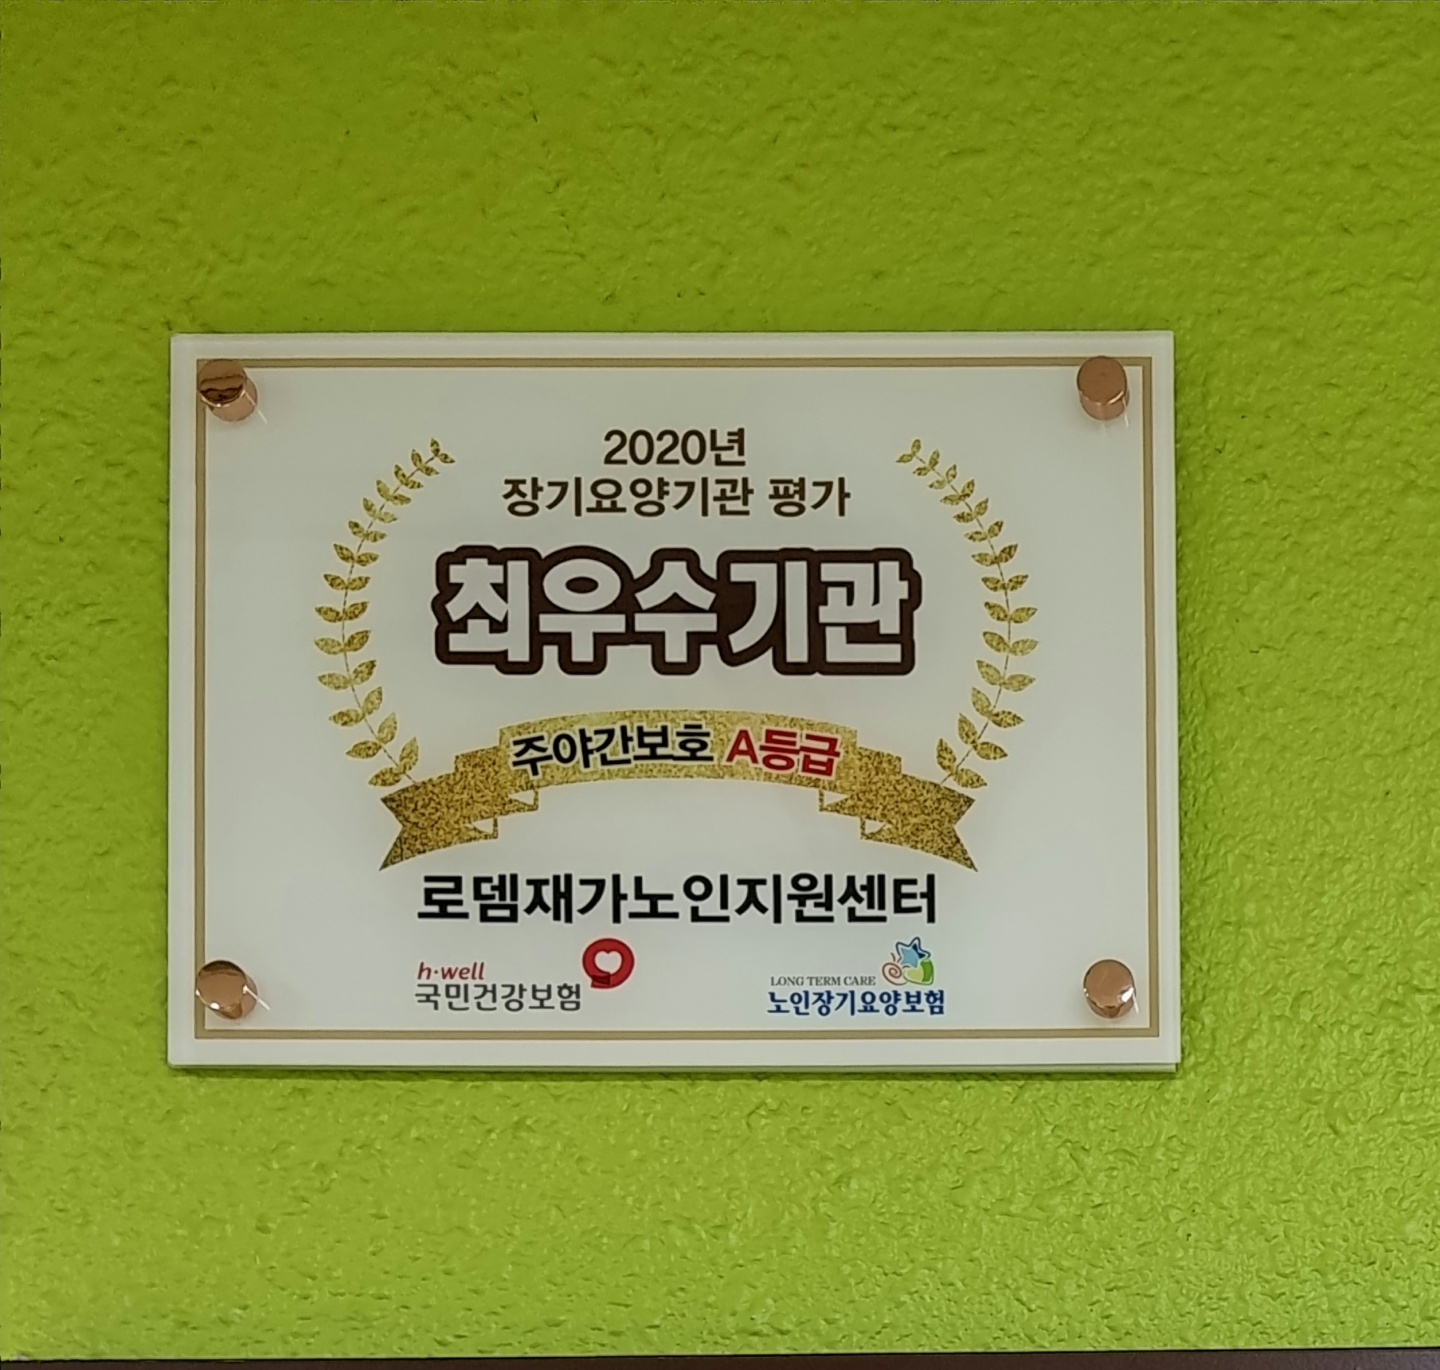 2020년
장기요양기관 평가
최우수기관
주야간보호 A등급
로뎀재가노인지원센터
h·well
국민건강보험
LONG TERM CARE
노인장기요양보험